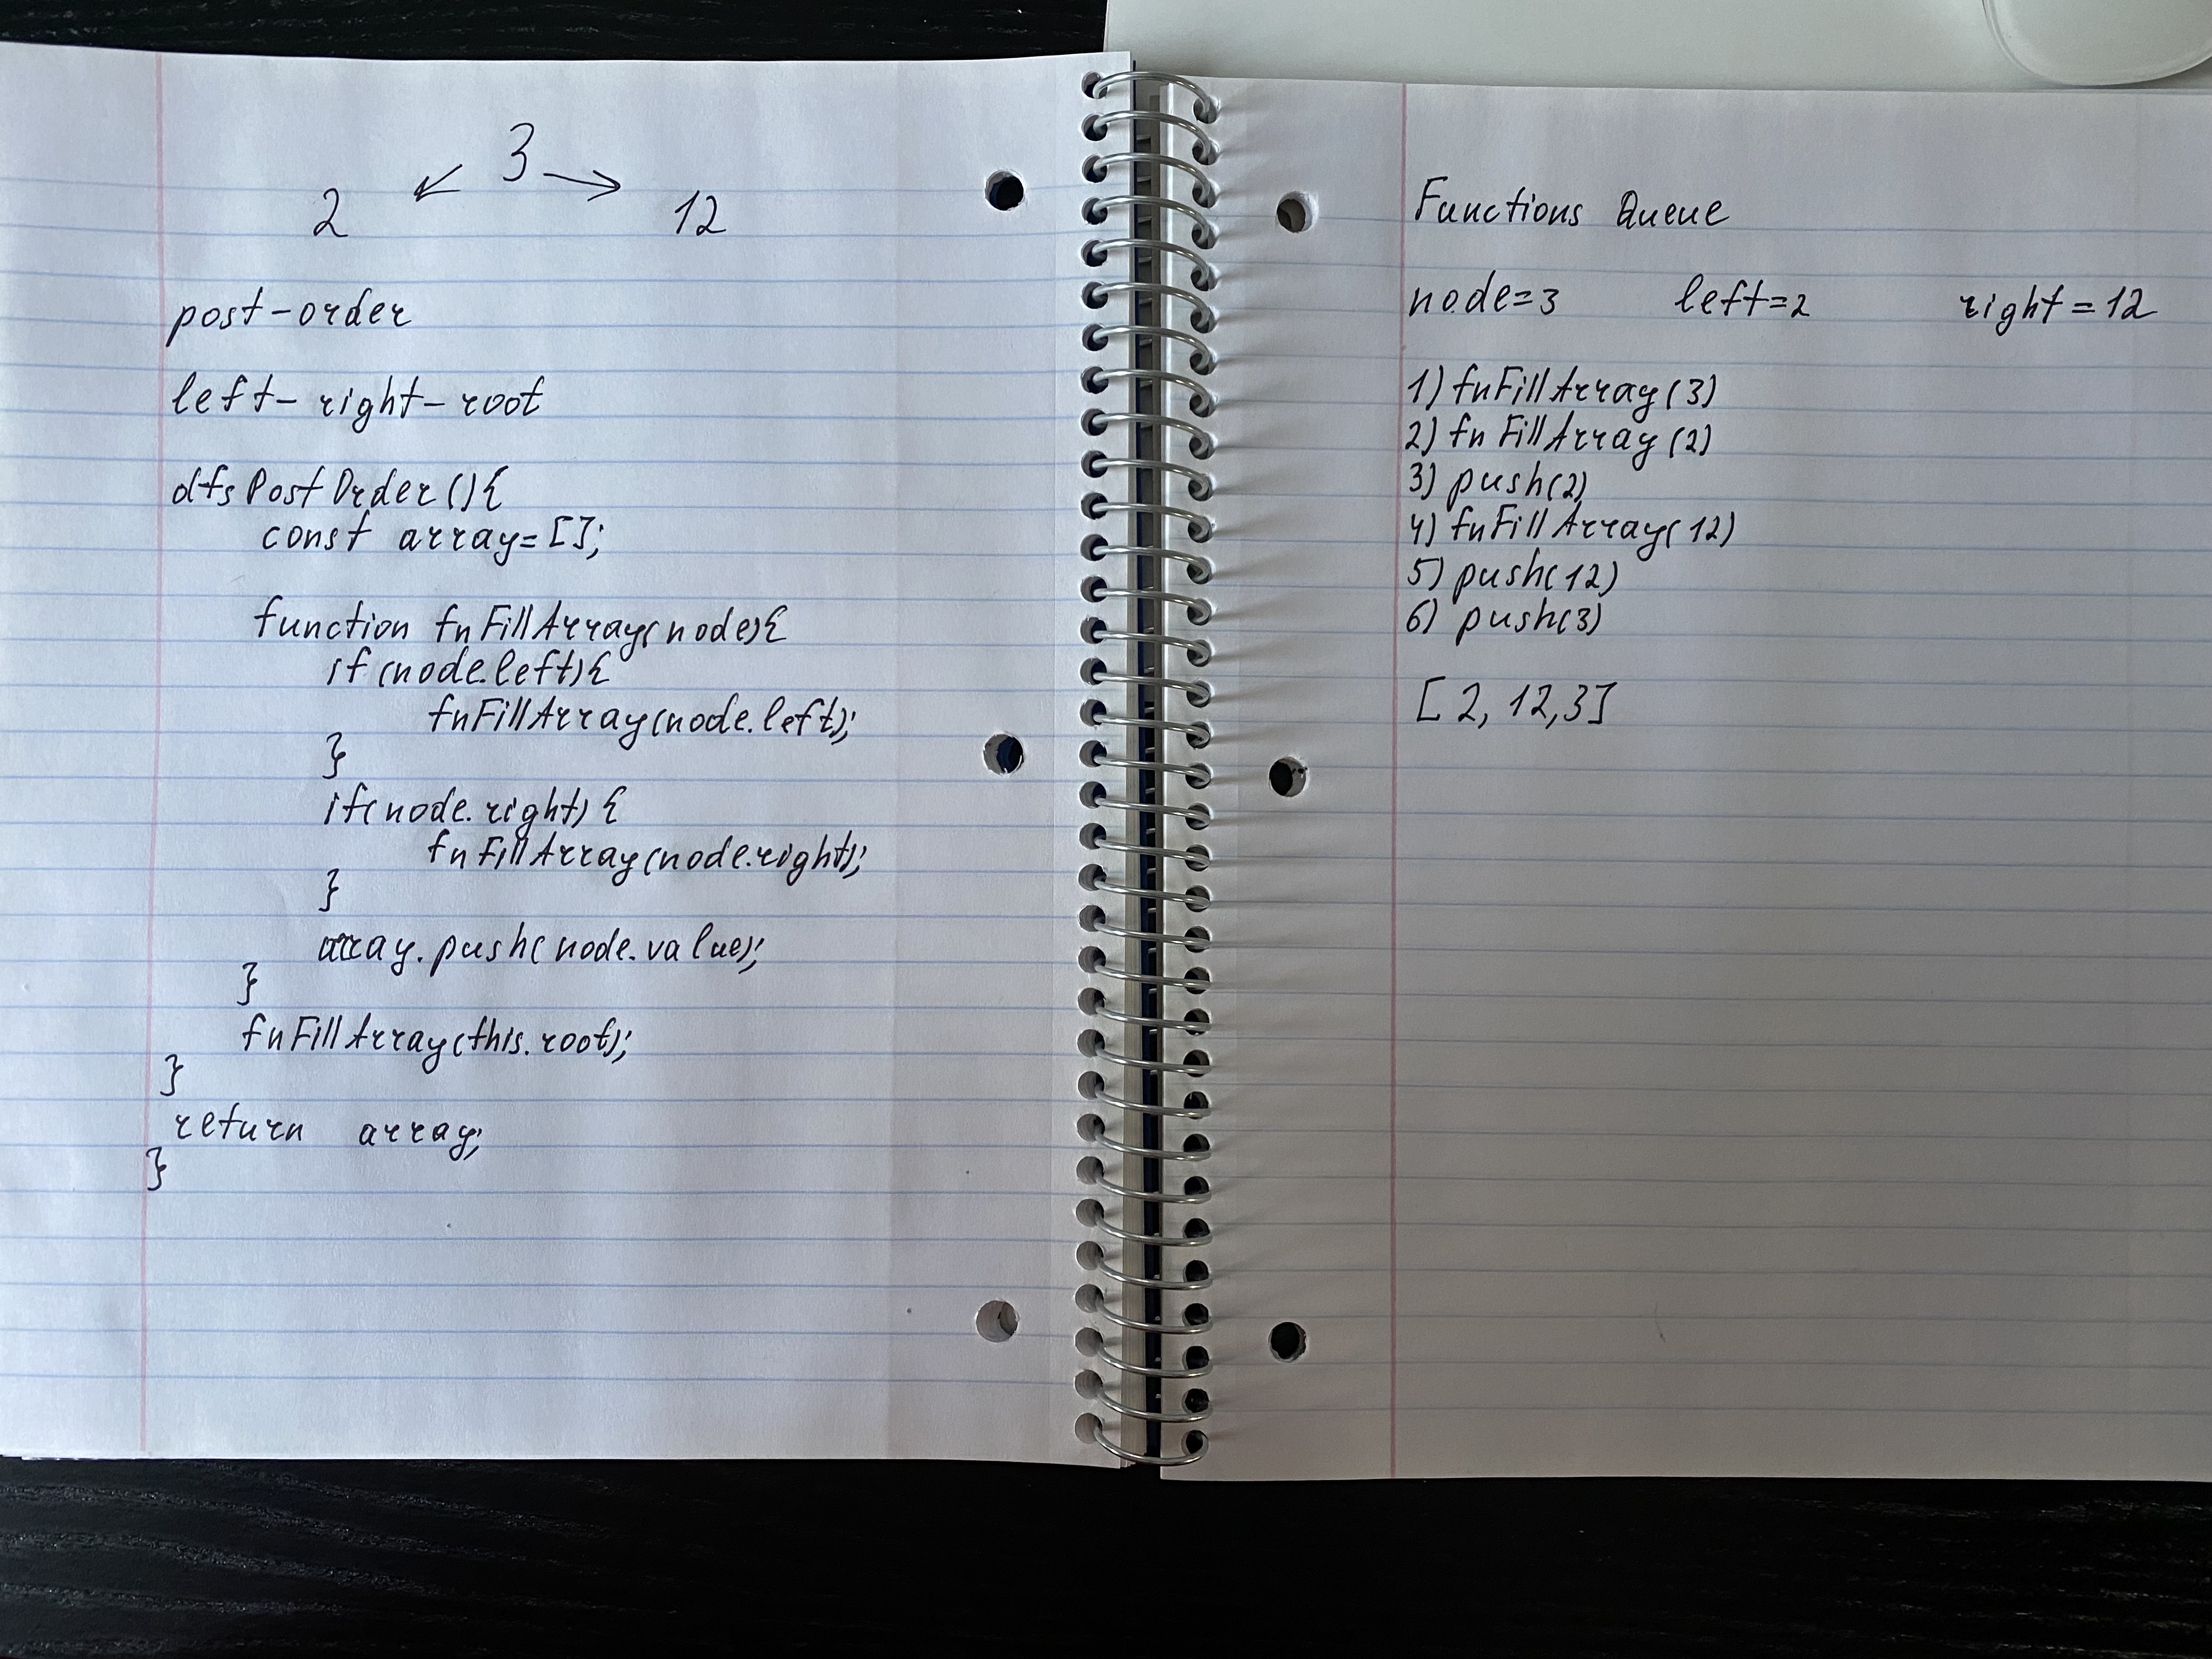 3
2 12
post-order
left-right-root
dfsPostOrder(){
const array=[];
function fnFillArray(node){
if(node.left){
fnFillArray(node.left);
}
if(node.right){
fnFillArray(node.right);
}
array.push(node.value);
}
fnFillArray(this.root);
}
return array;
}
Functions Queue
node=3 left=2 right=12
1) fnFillArray(3)
2) fnFillArray(2)
3) push(2)
4) fnFillArray(12)
5) push(12)
6) push(3)
[2, 12,3]